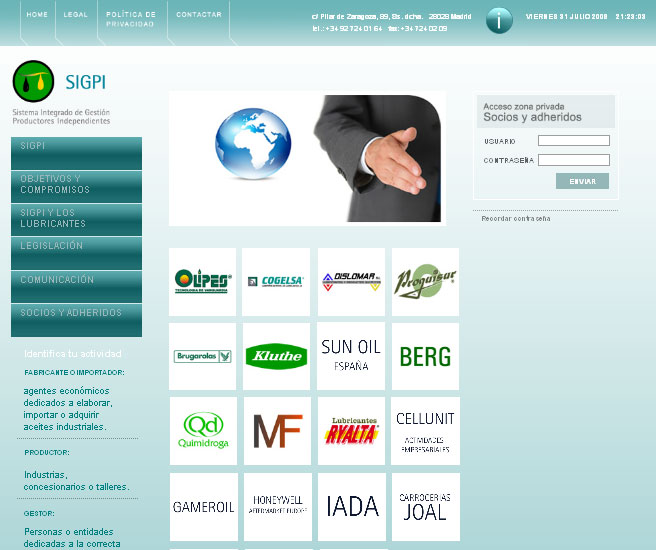 HOME
LEGAL
POLÍTICA DE
PRIVACIDAD
CONTACTAR
c/ Pilar de Zaragoza, 89, Bs. dcha. 28028 Madrid
tel.: +34 92 724 01 64 fax: +34 724 02 09
i
VIERNES 31 JULIO 2009 21:23:03
SIGPI
Sistema Integrado de Gestión
Productores Independientes
SIGPI
OBJETIVOS Y
COMPROMISOS
SIGPI Y LOS
LUBRICANTES
LEGISLACIÓN
COMUNICACIÓN
SOCIOS Y ADHERIDOS
Identifica tu actividad
FABRICANTE O IMPORTADOR:
agentes económicos
dedicados a elaborar,
importar o adquirir
aceites industriales.
PRODUCTOR:
Industrias,
concesionarios o talleres.
GESTOR:
Personas o entidades
dedicadas a la correcta
Acceso zona privada
Socios y adheridos
USUARIO
CONTRASEÑA
ENVIAR
Recordar contraseña
OLIPES
COGELSA
DISLOMAR
Proquisur
Brugarolas
Kluthe
SUN OIL
ESPAÑA
BERG
Qd
Quimidroga
MF
Lubricantes
RYALTA
CELLUNIT
ACTIVIDADES
EMPRESARIALES
GAMEROIL
HONEYWELL
AFTERMARKET EUROPE
IADA
CARROCERIAS
JOAL